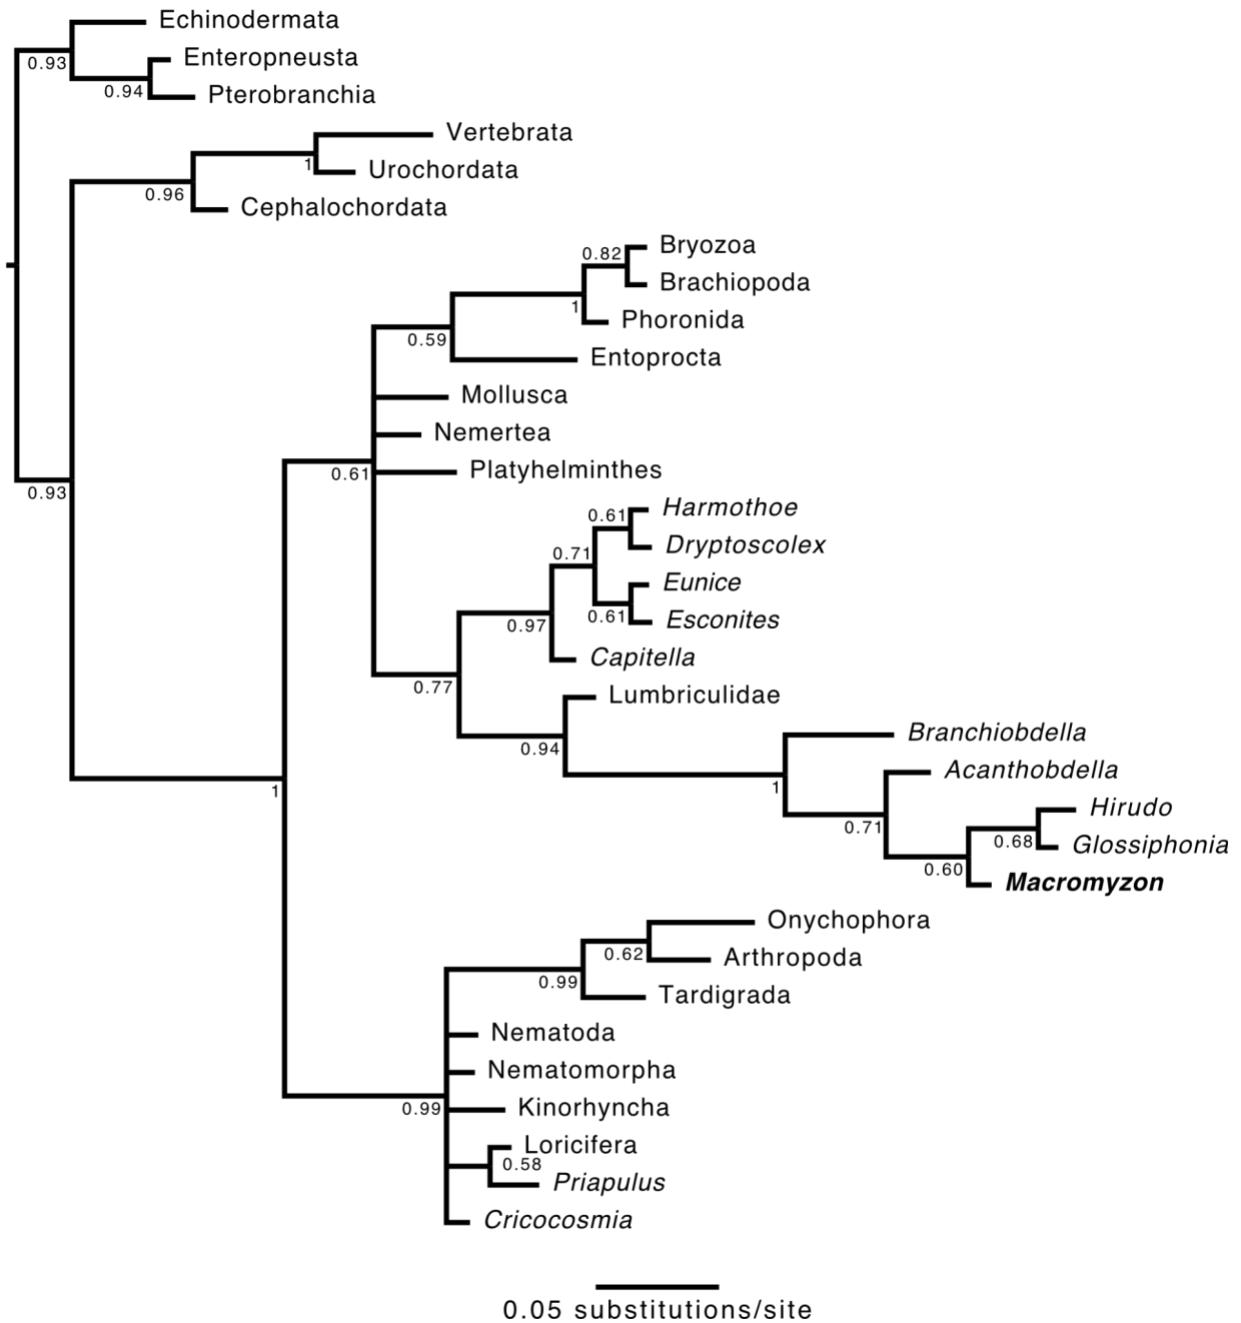 Echinodermata
0.93
Enteropneusta
0.94
Pterobranchia
Vertebrata
1
Urochordata
0.96
Cephalochordata
Bryozoa
0.82
Brachiopoda
1
Phoronida
0.59
Entoprocta
Mollusca
Nemertea
0.61
Platyhelminthes
Harmothoe
0.61
Dryptoscolex
0.71
Eunice
0.61
Esconites
0.97
Capitella
0.77
Lumbriculidae
0.94
Branchiobdella
1
Acanthobdella
0.71
Hirudo
0.68
Glossiphonia
0.60
Macromyzon
0.93
1
Onychophora
0.62
Arthropoda
0.99
Tardigrada
Nematoda
Nematomorpha
0.99
Kinorhyncha
Loricifera
0.58
Priapulus
Cricocosmia
0.05 substitutions/site